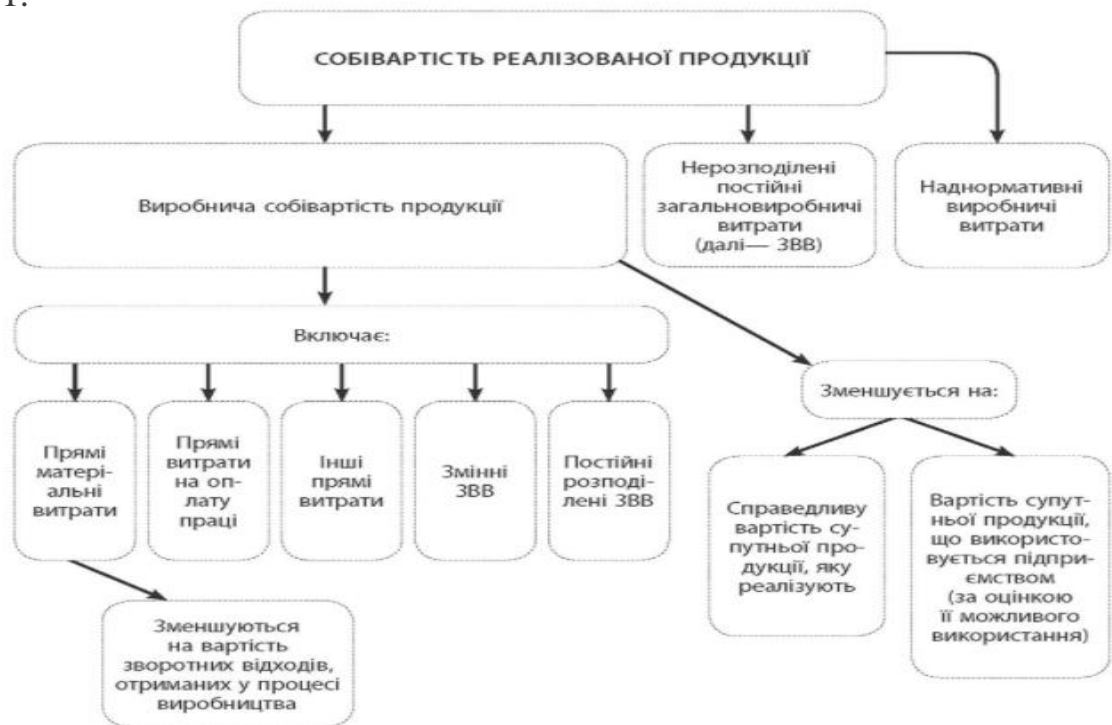 1.
СОБІВАРТІСТЬ РЕАЛІЗОВАНОЇ ПРОДУКЦІЇ
Виробнича собівартість продукції
Нерозподілені
постійні
загальновиробничі
витрати
(далі— ЗВВ)
Наднормативні
виробничі
витрати
Включає:
Зменшується на:
Прямі
матері-
альні
витрати
Прямі
витрати
на оп-
лату
праці
Інші
прямі
витрати
Змінні
ЗВВ
Постійні
розподі-
лені ЗВВ
Справедливу
вартість су-
путньої про-
дукції, яку
реалізують
Вартість супут-
ньої продукції,
що використо-
вується підпри-
ємством
(за оцінкою
її можливого
використання)
Зменшуються
на вартість
зворотних відходів,
отриманих у процесі
виробництва